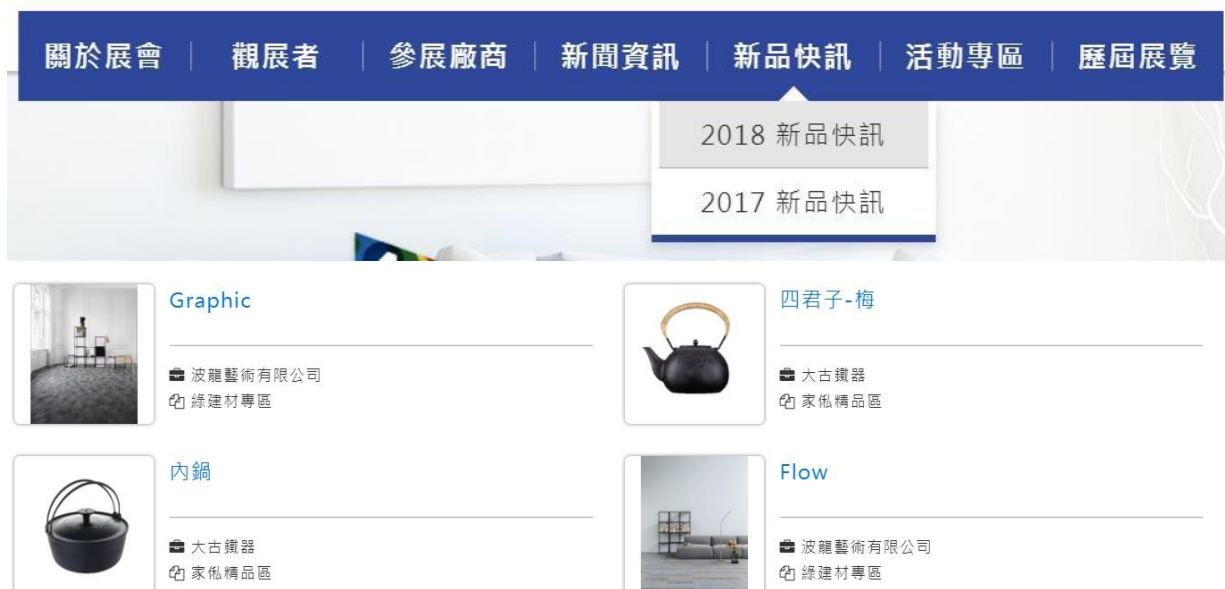 關於展會 觀展者 參展廠商 新聞資訊 新品快訊 活動專區 歷屆展覽
2018 新品快訊
2017 新品快訊
Graphic
波龍藝術有限公司
綠建材專區
四君子-梅
大古鐵器
家俬精品區
內鍋
大古鐵器
家俬精品區
Flow
波龍藝術有限公司
綠建材專區